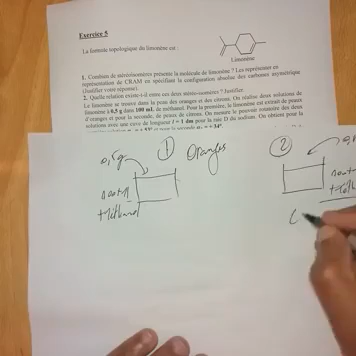 Exercice 5
La formule topologique du limonène est :
Limonène
1. Combien de stéréoisomères présente la molécule de limonène ? Les représenter en
représentation de CRAM en spécifiant la configuration absolue des carbones asymétrique
(Justifier votre réponse).
2. Quelle relation existe-t-il entre ces deux stéréo-isomères ? Justifier
Le limonène se trouve dans la peau des oranges et des citrons. On réalise deux solutions de
limonène à 0,5 g dans 100 mL de méthanol. Pour la première, le limonène est extrait de peaux
d'oranges et pour la seconde, de peaux de citrons. On mesure le pouvoir rotatoire des deux
solutions avec une cuve de longueur l = 1 dm pour la raie D du sodium. On obtient pour la
et pour la seconde
0,5g
1
Oranges
2